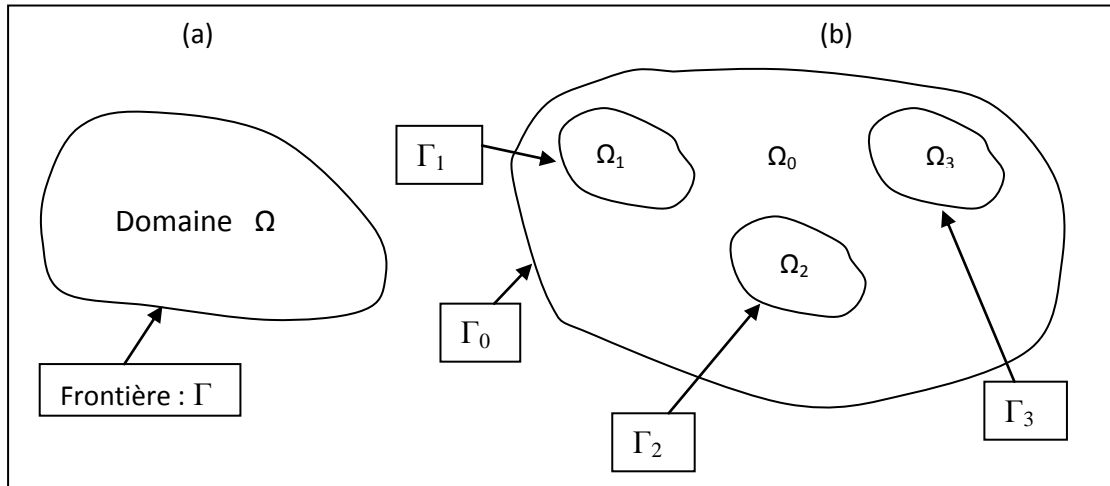 (a)
(b)
Γ₁
Ω₁
Ω₀
Ω₃
Domaine Ω
Ω₂
Γ₀
Frontière : Γ
Γ₂
Γ₃